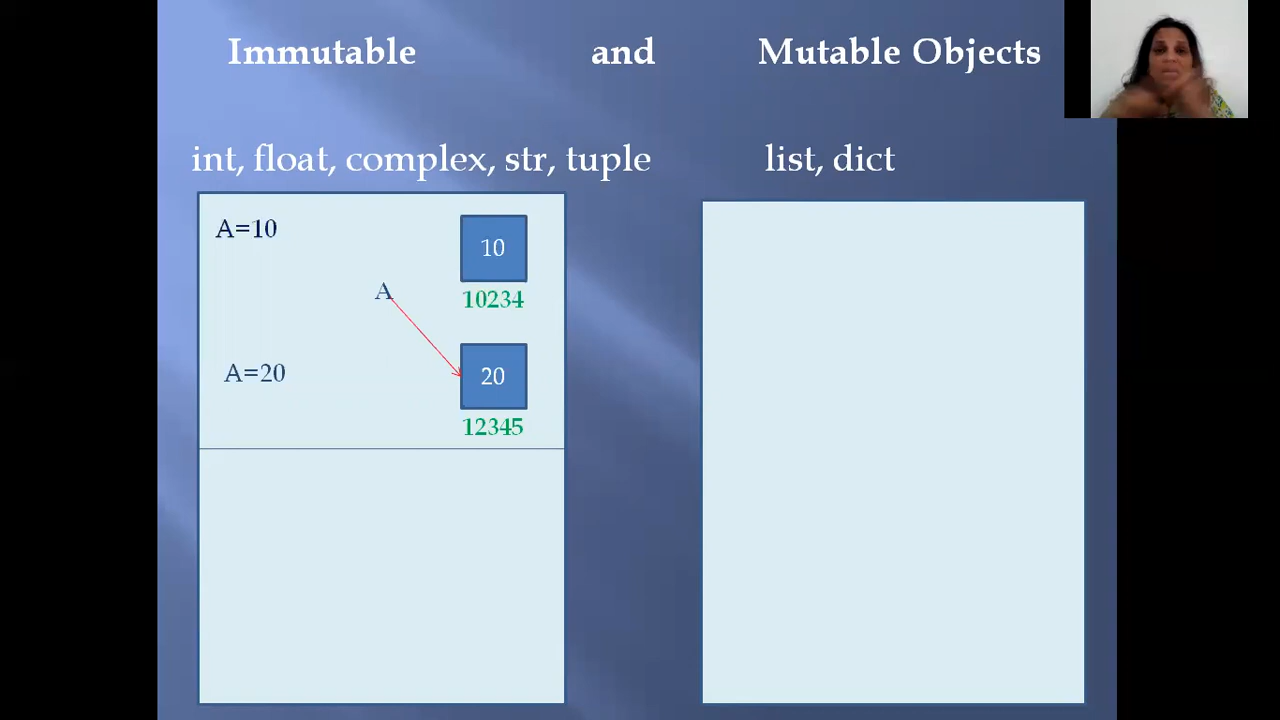 Immutable and Mutable Objects
int, float, complex, str, tuple
list, dict
A=10
10
A
10234
A=20
20
12345